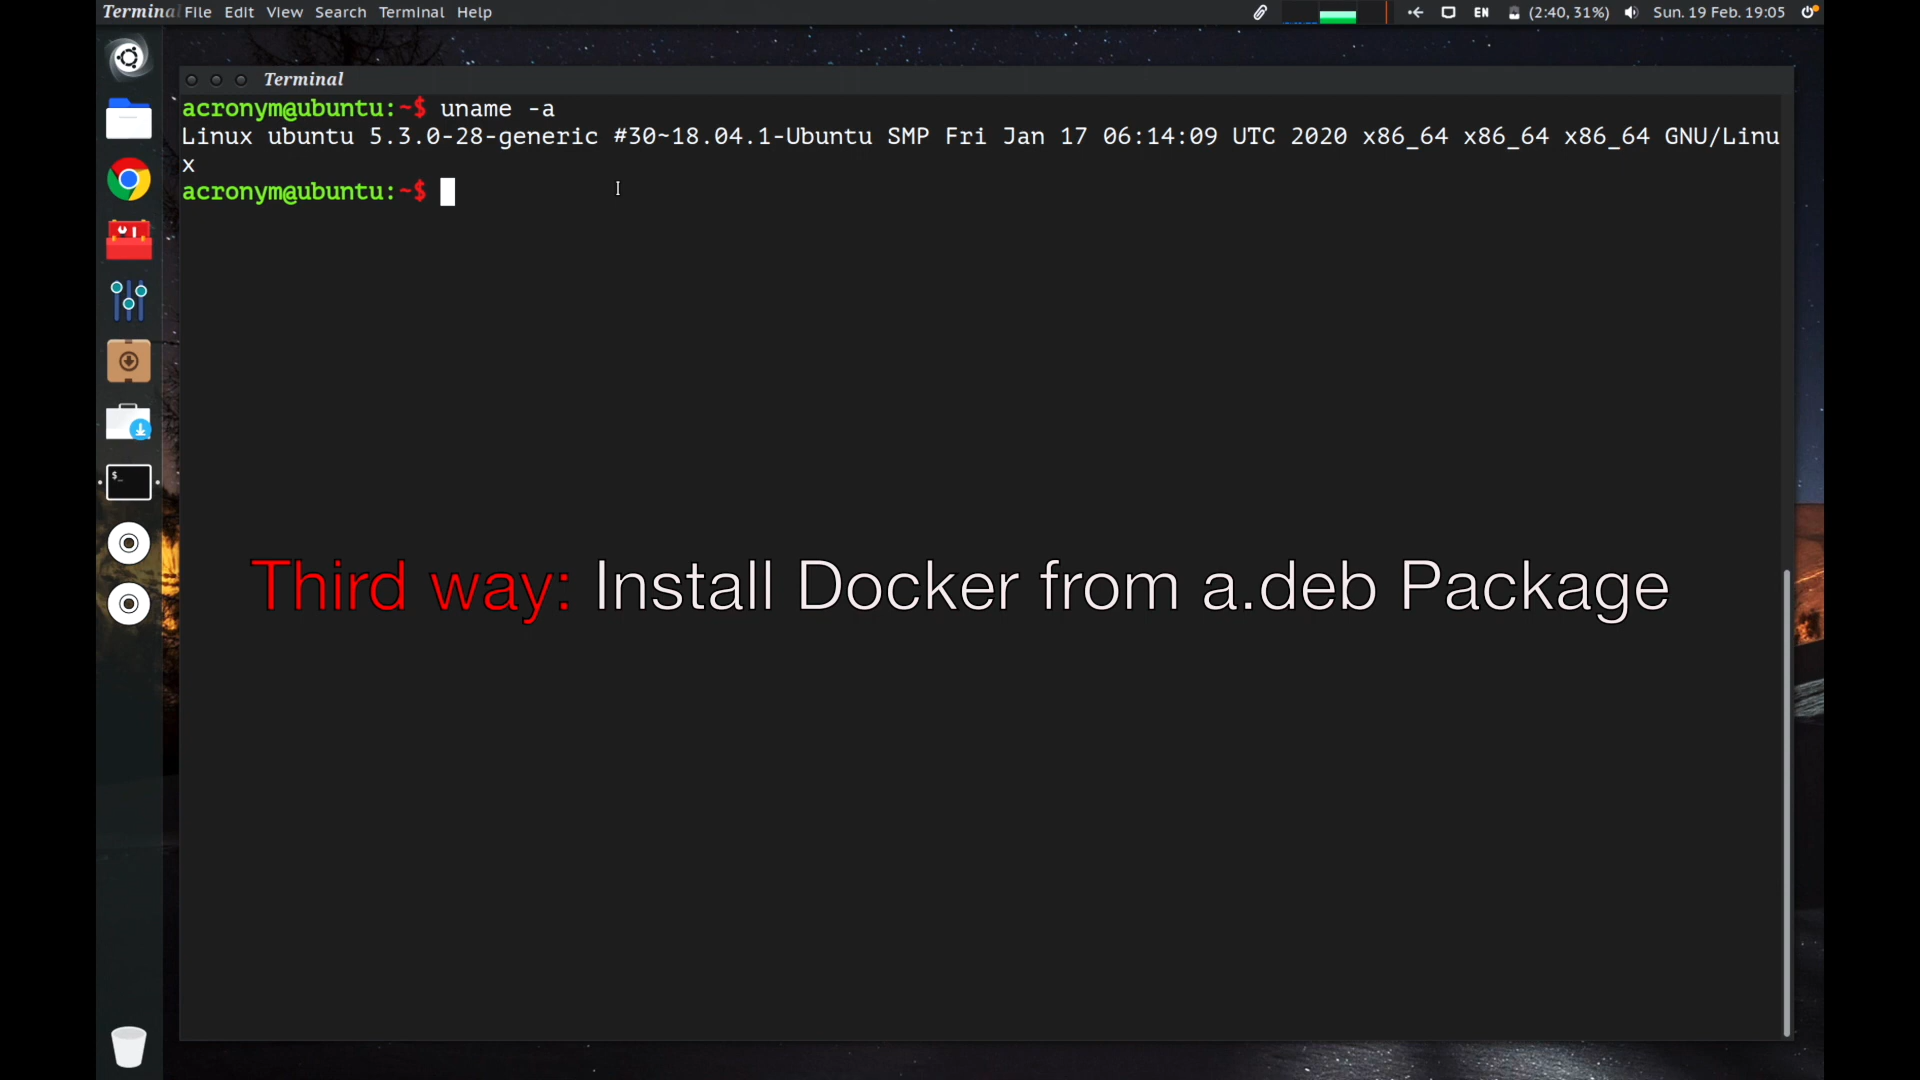 Terminal File Edit View Search Terminal Help
EN (2:40, 31%) Sun. 19 Feb. 19:05
Terminal
acronym@ubuntu:~$ uname -a
Linux ubuntu 5.3.0-28-generic #30~18.04.1-Ubuntu SMP Fri Jan 17 06:14:09 UTC 2020 x86_64 x86_64 x86_64 GNU/Linu
x
acronym@ubuntu:~$
$_
Third way: Install Docker from a.deb Package